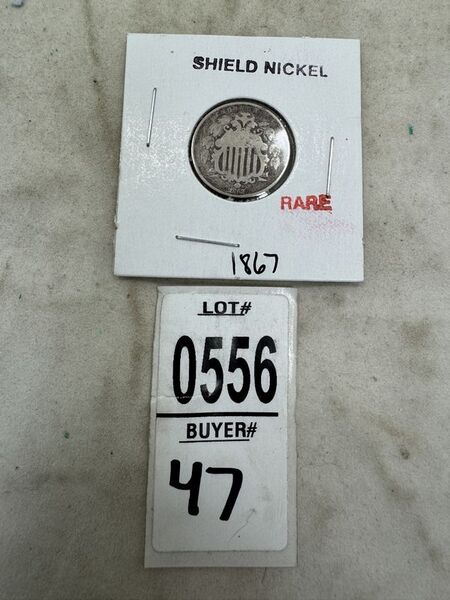 SHIELD NICKEL
RARE
1867
LOT#
0556
BUYER#
47